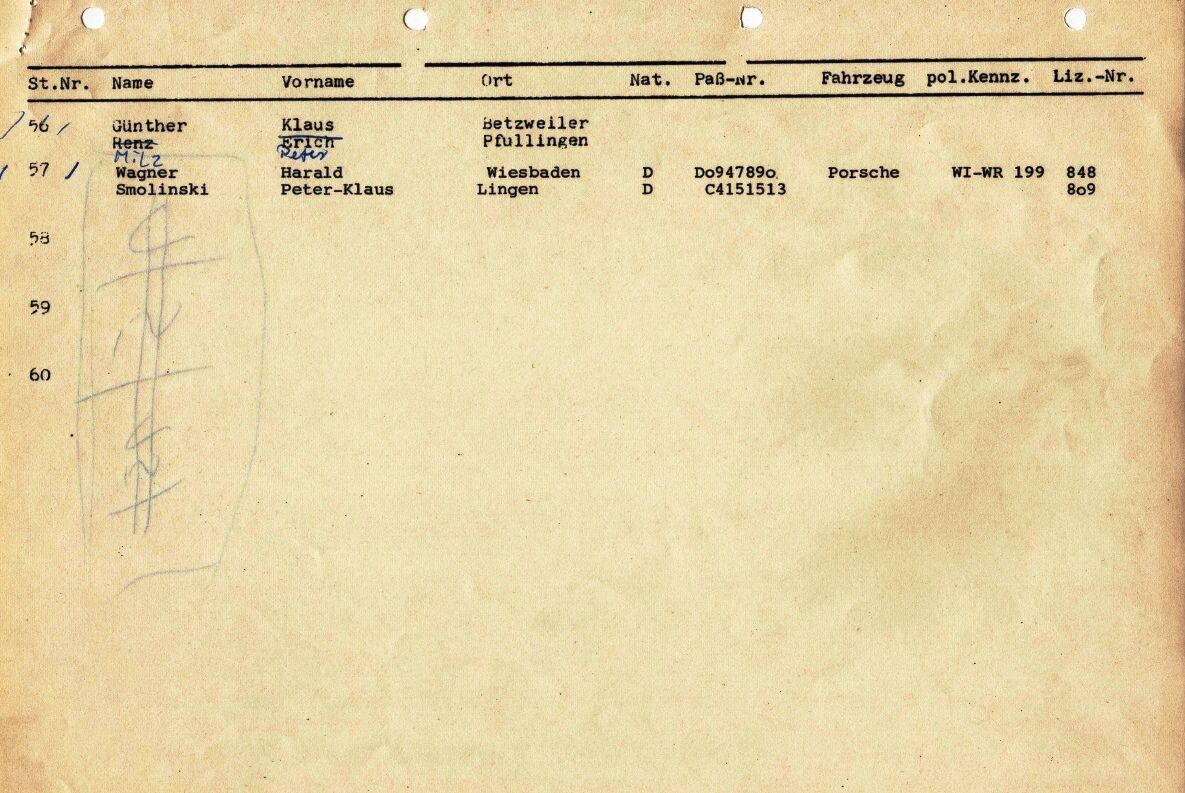 St.Nr. Name Vorname Ort Nat. Paß-Nr. Fahrzeug pol.Kennz. Liz.-Nr.
56 Günther Klaus Betzweiler
Renz Erich Pfullingen
Milz Peter
57 Wagner Harald Wiesbaden D Do94789o Porsche WI-WR 199 848
Smolinski Peter-Klaus Lingen D C4151513 8o9
58
59
60